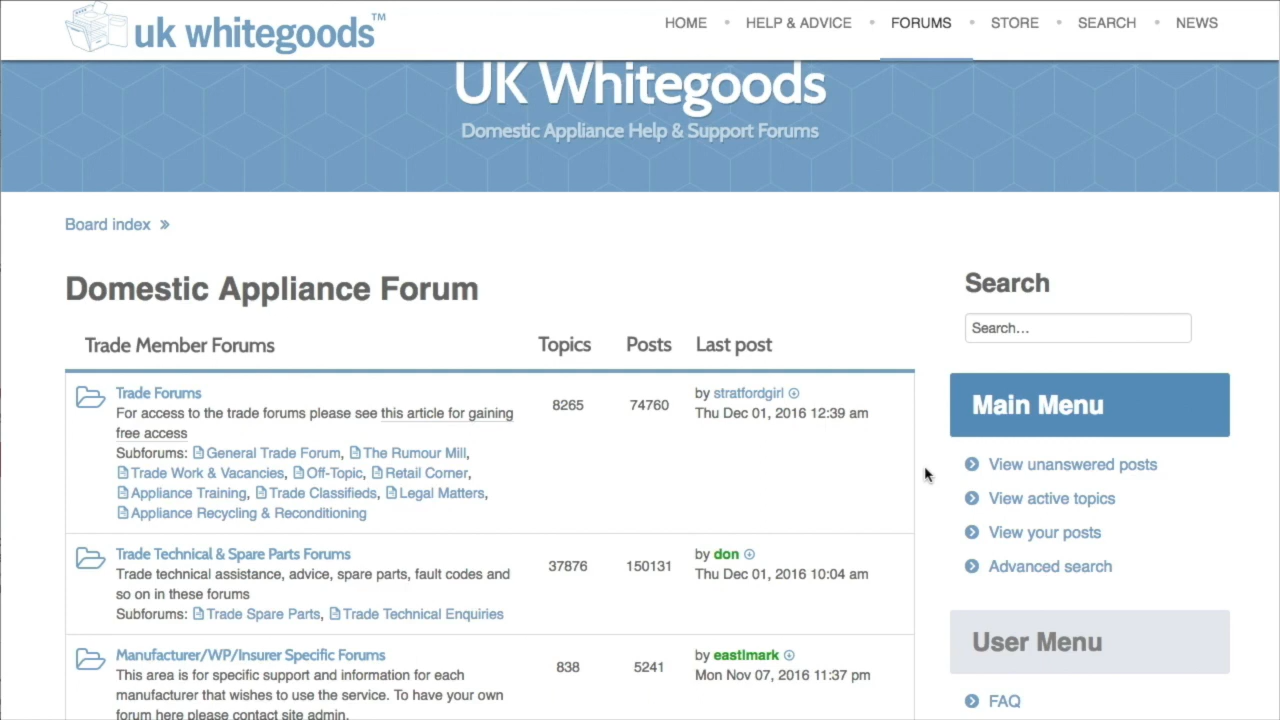 uk whitegoods™
HOME • HELP & ADVICE • FORUMS • STORE • SEARCH • NEWS
UK Whitegoods
Domestic Appliance Help & Support Forums
Board index »
Domestic Appliance Forum
Trade Member Forums Topics Posts Last post
Trade Forums
For access to the trade forums please see this article for gaining
free access
Subforums: General Trade Forum, The Rumour Mill,
Trade Work & Vacancies, Off-Topic, Retail Corner,
Appliance Training, Trade Classifieds, Legal Matters,
Appliance Recycling & Reconditioning
8265
74760
by stratfordgirl
Thu Dec 01, 2016 12:39 am
Trade Technical & Spare Parts Forums
Trade technical assistance, advice, spare parts, fault codes and
so on in these forums
Subforums: Trade Spare Parts, Trade Technical Enquiries
37876
150131
by don
Thu Dec 01, 2016 10:04 am
Manufacturer/WP/Insurer Specific Forums
This area is for specific support and information for each
manufacturer that wishes to use the service. To have your own
forum here please contact site admin.
838
5241
by eastlmark
Mon Nov 07, 2016 11:37 pm
Search
Search...
Main Menu
View unanswered posts
View active topics
View your posts
Advanced search
User Menu
FAQ